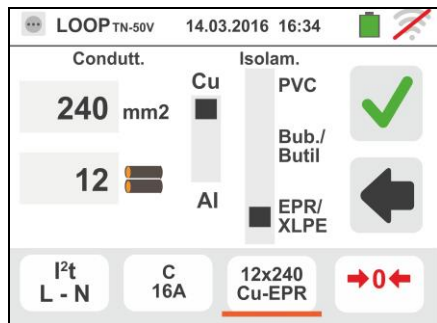 LOOP TN-50V 14.03.2016 16:34
Condutt. Isolam.
Cu PVC
240 mm2
Bub./
Butil
12
Al EPR/
XLPE
I²t
L - N
C
16A
12x240
Cu-EPR
→0←